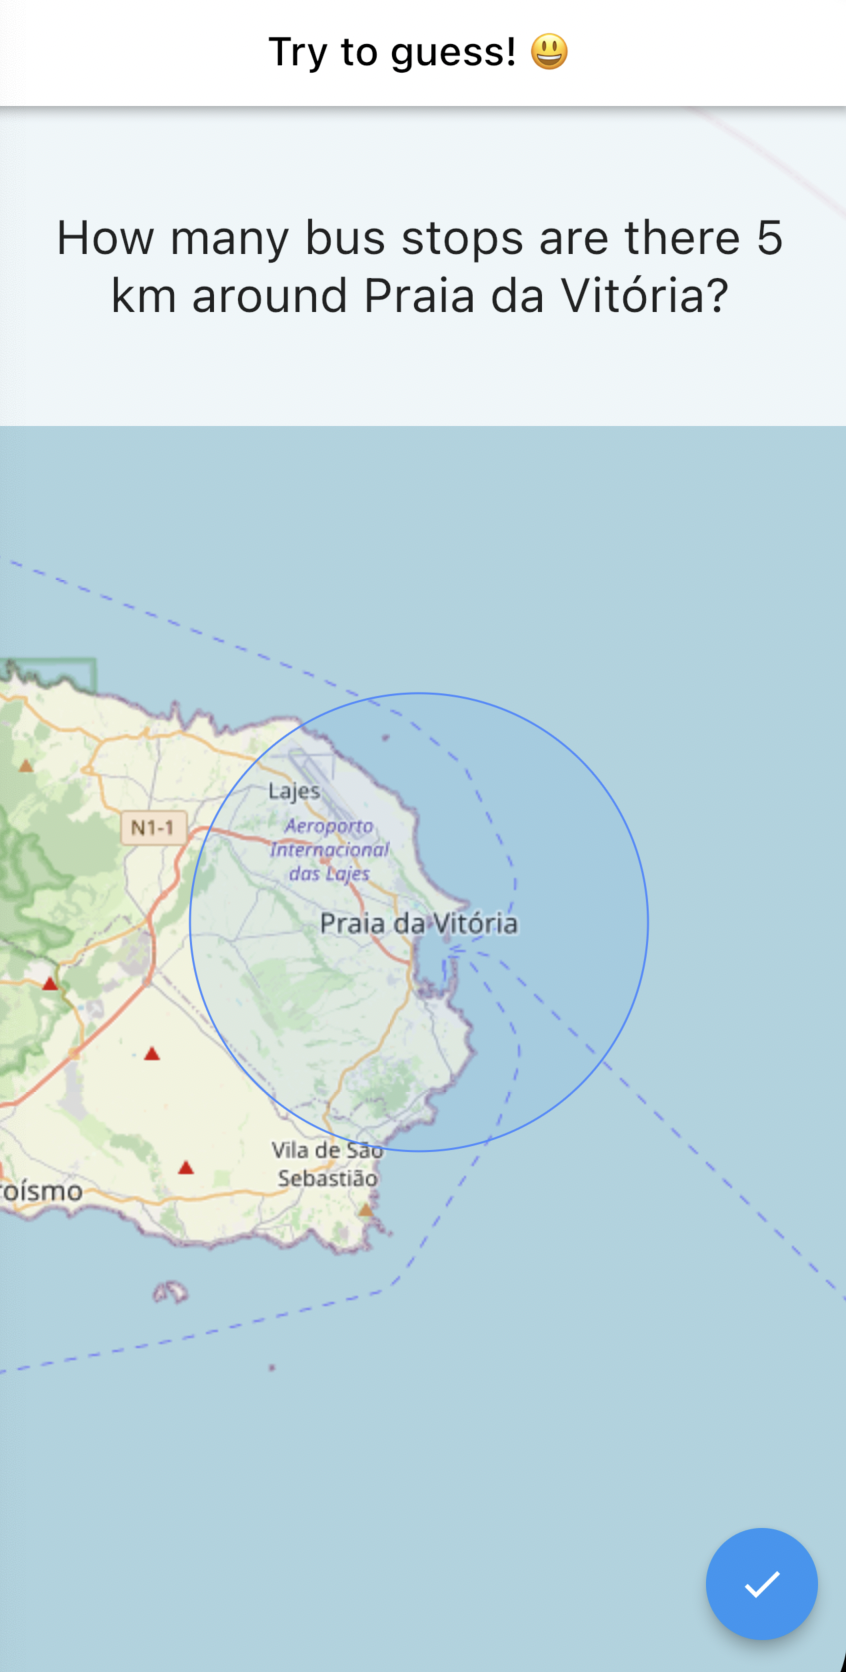 Try to guess! 😃
How many bus stops are there 5
km around Praia da Vitória?
Lajes
N1-1
Aeroporto
Internacional
das Lajes
Praia da Vitória
Vila de São
Sebastião
roísmo